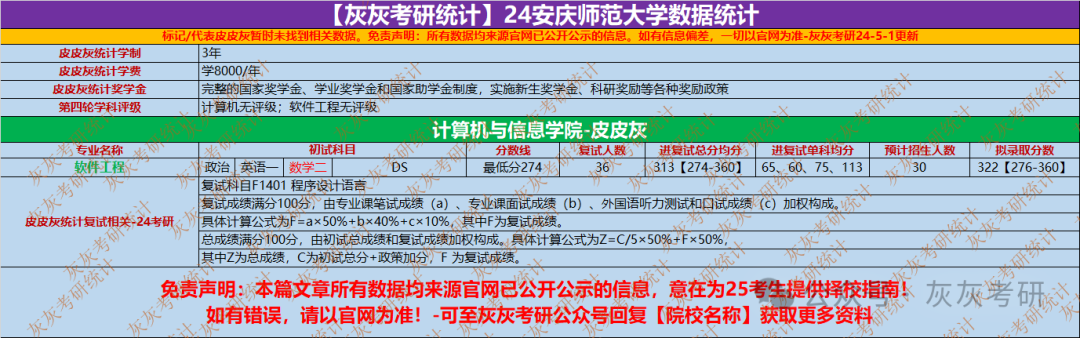 【灰灰考研统计】24安庆师范大学数据统计
标记/代表皮皮灰暂时未找到相关数据。免责声明：所有数据均来源官网已公开公示的信息。如有信息偏差，一切以官网为准-灰灰考研24-5-1更新
皮皮灰统计学制 3年
皮皮灰统计学费 学8000/年
皮皮灰统计奖学金 完整的国家奖学金、学业奖学金和国家助学金制度，实施新生奖学金、科研奖励等各种奖励政策
第四轮学科评级 计算机无评级；软件工程无评级
计算机与信息学院-皮皮灰
专业名称 初试科目 分数线 复试人数 进复试总分均分 进复试单科均分 预计招生人数 拟录取分数
软件工程 政治 英语一 数学二 DS 最低分274 36 313【274-360】 65、60、75、113 30 322【276-360】
皮皮灰统计复试相关-24考研
复试科目F1401 程序设计语言
复试成绩满分100分，由专业课笔试成绩（a）、专业课面试成绩（b）、外国语听力测试和口试成绩（c）加权构成。
具体计算公式为F=a×50%+b×40%+c×10%，其中F为复试成绩。
总成绩满分100分，由初试总成绩和复试成绩加权构成。具体计算公式为Z=C/5×50%+F×50%，
其中Z为总成绩，C为初试总分+政策加分，F 为复试成绩。
免责声明：本篇文章所有数据均来源官网已公开公示的信息，意在为25考生提供择校指南！
如有错误，请以官网为准！-可至灰灰考研公众号回复【院校名称】获取更多资料
公众号 灰灰考研
灰灰考研统计